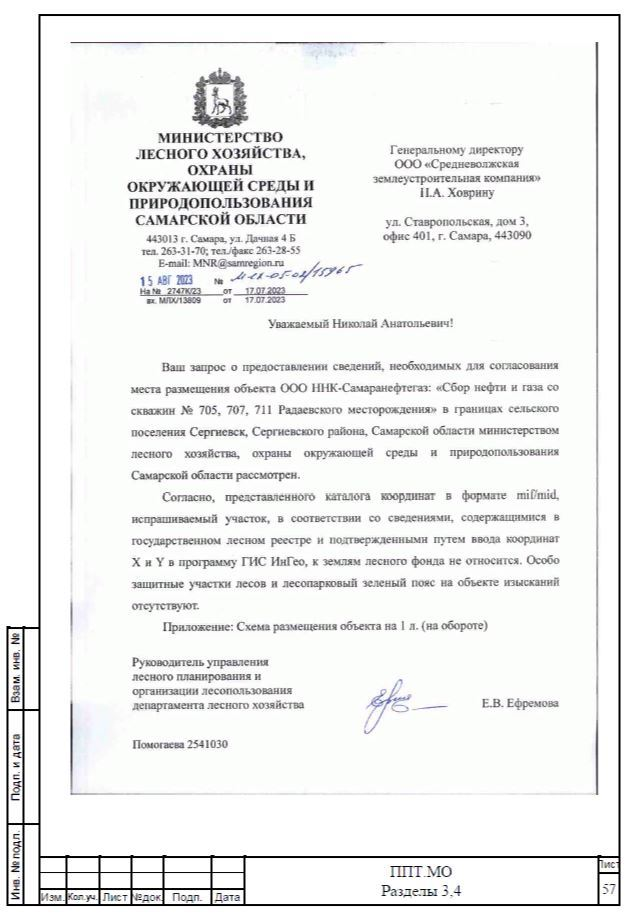 МИНИСТЕРСТВО
ЛЕСНОГО ХОЗЯЙСТВА,
ОХРАНЫ
ОКРУЖАЮЩЕЙ СРЕДЫ И
ПРИРОДОПОЛЬЗОВАНИЯ
САМАРСКОЙ ОБЛАСТИ
443013 г. Самара, ул. Дачная 4 Б
тел. 263-31-70; тел./факс 263-28-55
E-mail: MNR@samregion.ru
15 АВГ 2023 № МЛХ-05-02/15965
На № 2747К/23 от 17.07.2023
вх. МЛХ/13809 от 17.07.2023
Генеральному директору
ООО «Средневолжская
землеустроительная компания»
Н.А. Ховрину
ул. Ставропольская, дом 3,
офис 401, г. Самара, 443090
Уважаемый Николай Анатольевич!
Ваш запрос о предоставлении сведений, необходимых для согласования
места размещения объекта ООО ННК-Самаранефтегаз: «Сбор нефти и газа со
скважин № 705, 707, 711 Радаевского месторождения» в границах сельского
поселения Сергиевск, Сергиевского района, Самарской области министерством
лесного хозяйства, охраны окружающей среды и природопользования
Самарской области рассмотрен.
Согласно, представленного каталога координат в формате mif/mid,
испрашиваемый участок, в соответствии со сведениями, содержащимися в
государственном лесном реестре и подтвержденными путем ввода координат
X и Y в программу ГИС ИнГео, к землям лесного фонда не относится. Особо
защитные участки лесов и лесопарковый зеленый пояс на объекте изысканий
отсутствуют.
Приложение: Схема размещения объекта на 1 л. (на обороте)
Руководитель управления
лесного планирования и
организации лесопользования
департамента лесного хозяйства
Е.В. Ефремова
Помогаева 2541030
Взам. инв. №
Подп. и дата
Инв. № подл.
Изм. Кол.уч. Лист №док. Подп. Дата
ППТ.МО
Разделы 3,4
Лист
57